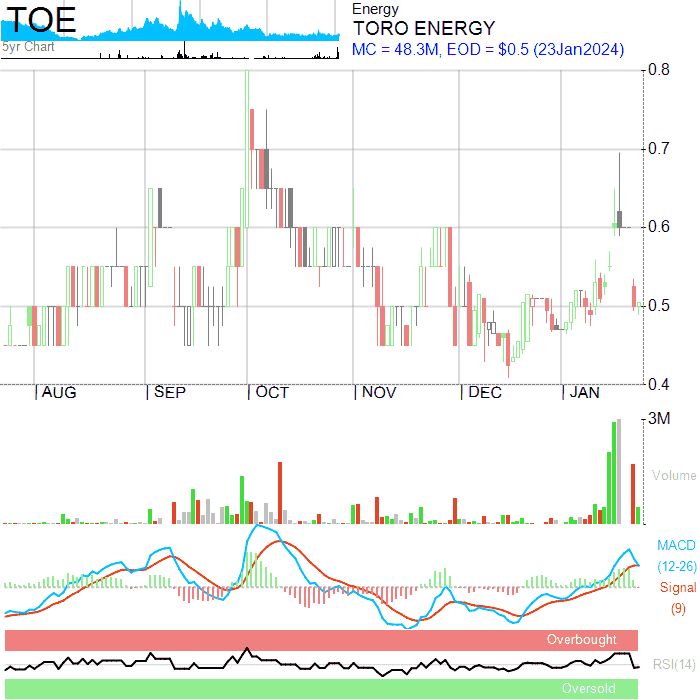 TOE
5yr Chart
Energy
TORO ENERGY
MC = 48.3M, EOD = $0.5 (23Jan2024)
0.8
0.7
0.6
0.5
0.4
AUG SEP OCT NOV DEC JAN
3M
Volume
MACD
(12-26)
Signal
(9)
Overbought
RSI(14)
Oversold